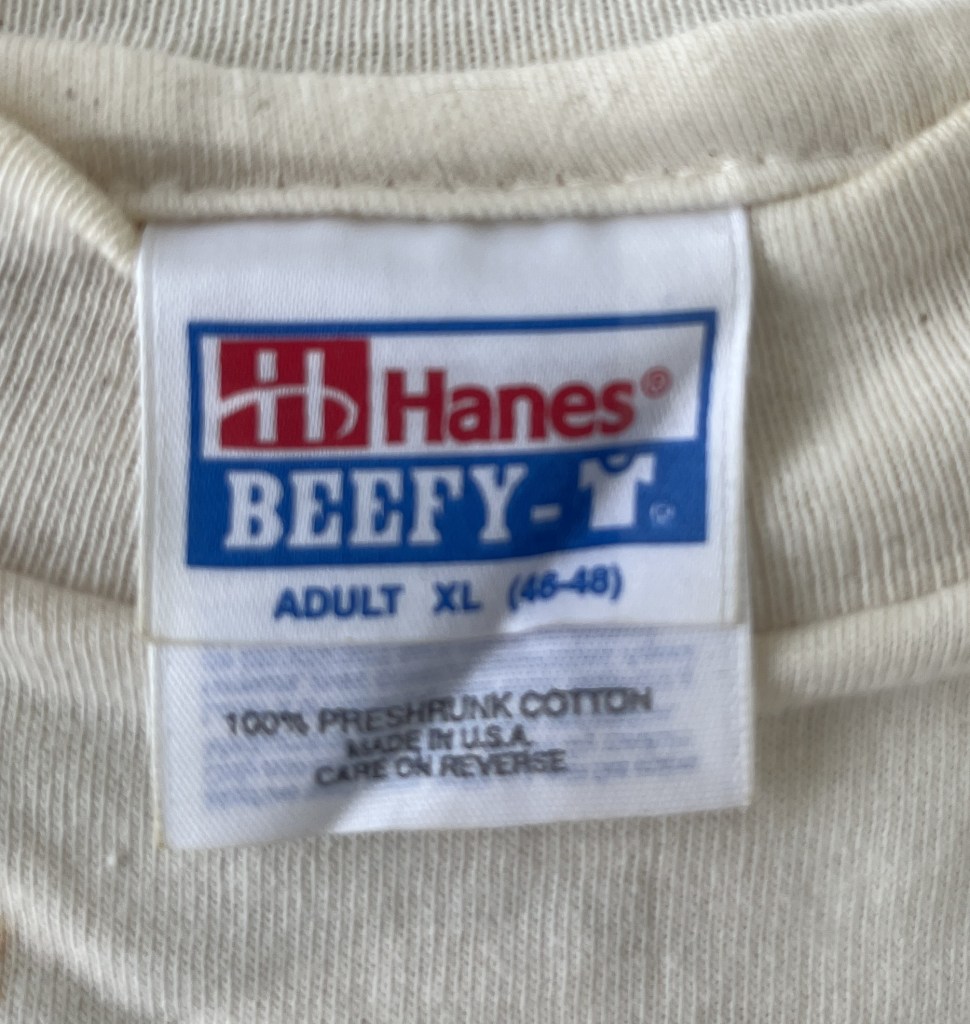 Hanes®
BEEFY-T
ADULT XL (46-48)
100% PRESHRUNK COTTON
MADE IN U.S.A.
CARE ON REVERSE